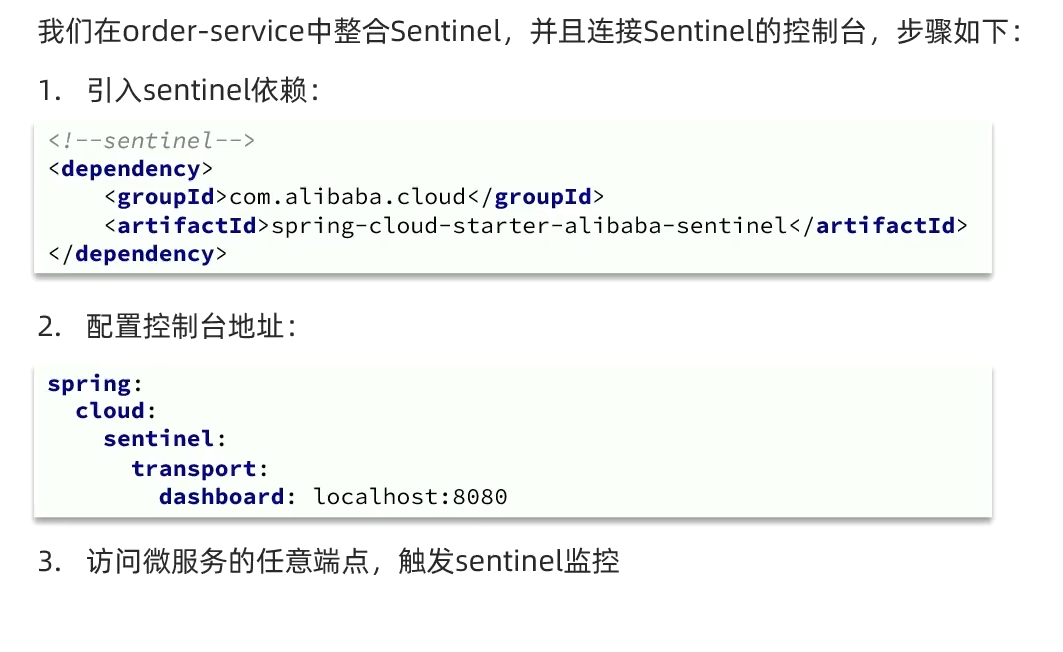 我们在order-service中整合Sentinel，并且连接Sentinel的控制台，步骤如下：
1. 引入sentinel依赖：
<!--sentinel-->
<dependency>
    <groupId>com.alibaba.cloud</groupId>
    <artifactId>spring-cloud-starter-alibaba-sentinel</artifactId>
</dependency>
2. 配置控制台地址：
spring:
  cloud:
    sentinel:
      transport:
        dashboard: localhost:8080
3. 访问微服务的任意端点，触发sentinel监控